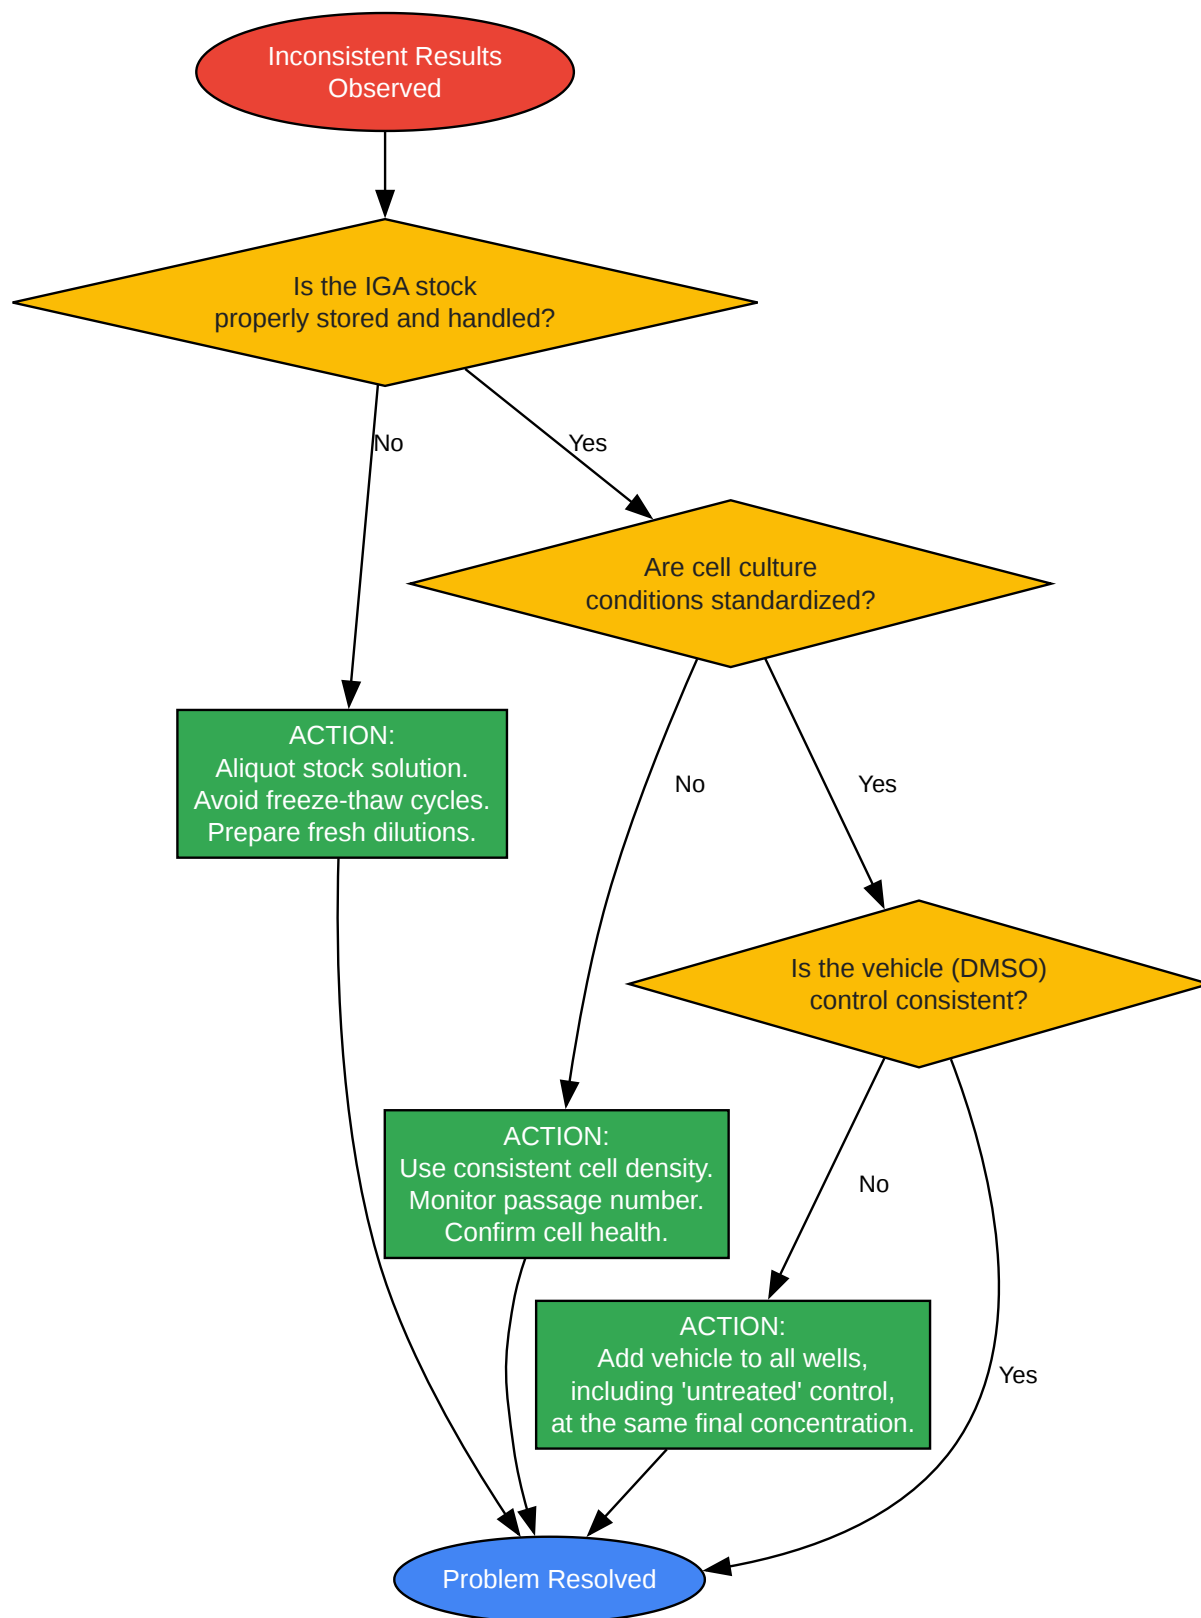 Inconsistent Results
Observed
Is the IGA stock
properly stored and handled?
No
Yes
Are cell culture
conditions standardized?
ACTION:
Aliquot stock solution.
Avoid freeze-thaw cycles.
Prepare fresh dilutions.
No
Yes
Is the vehicle (DMSO)
control consistent?
ACTION:
Use consistent cell density.
Monitor passage number.
Confirm cell health.
No
ACTION:
Add vehicle to all wells,
including 'untreated' control,
at the same final concentration.
Yes
Problem Resolved